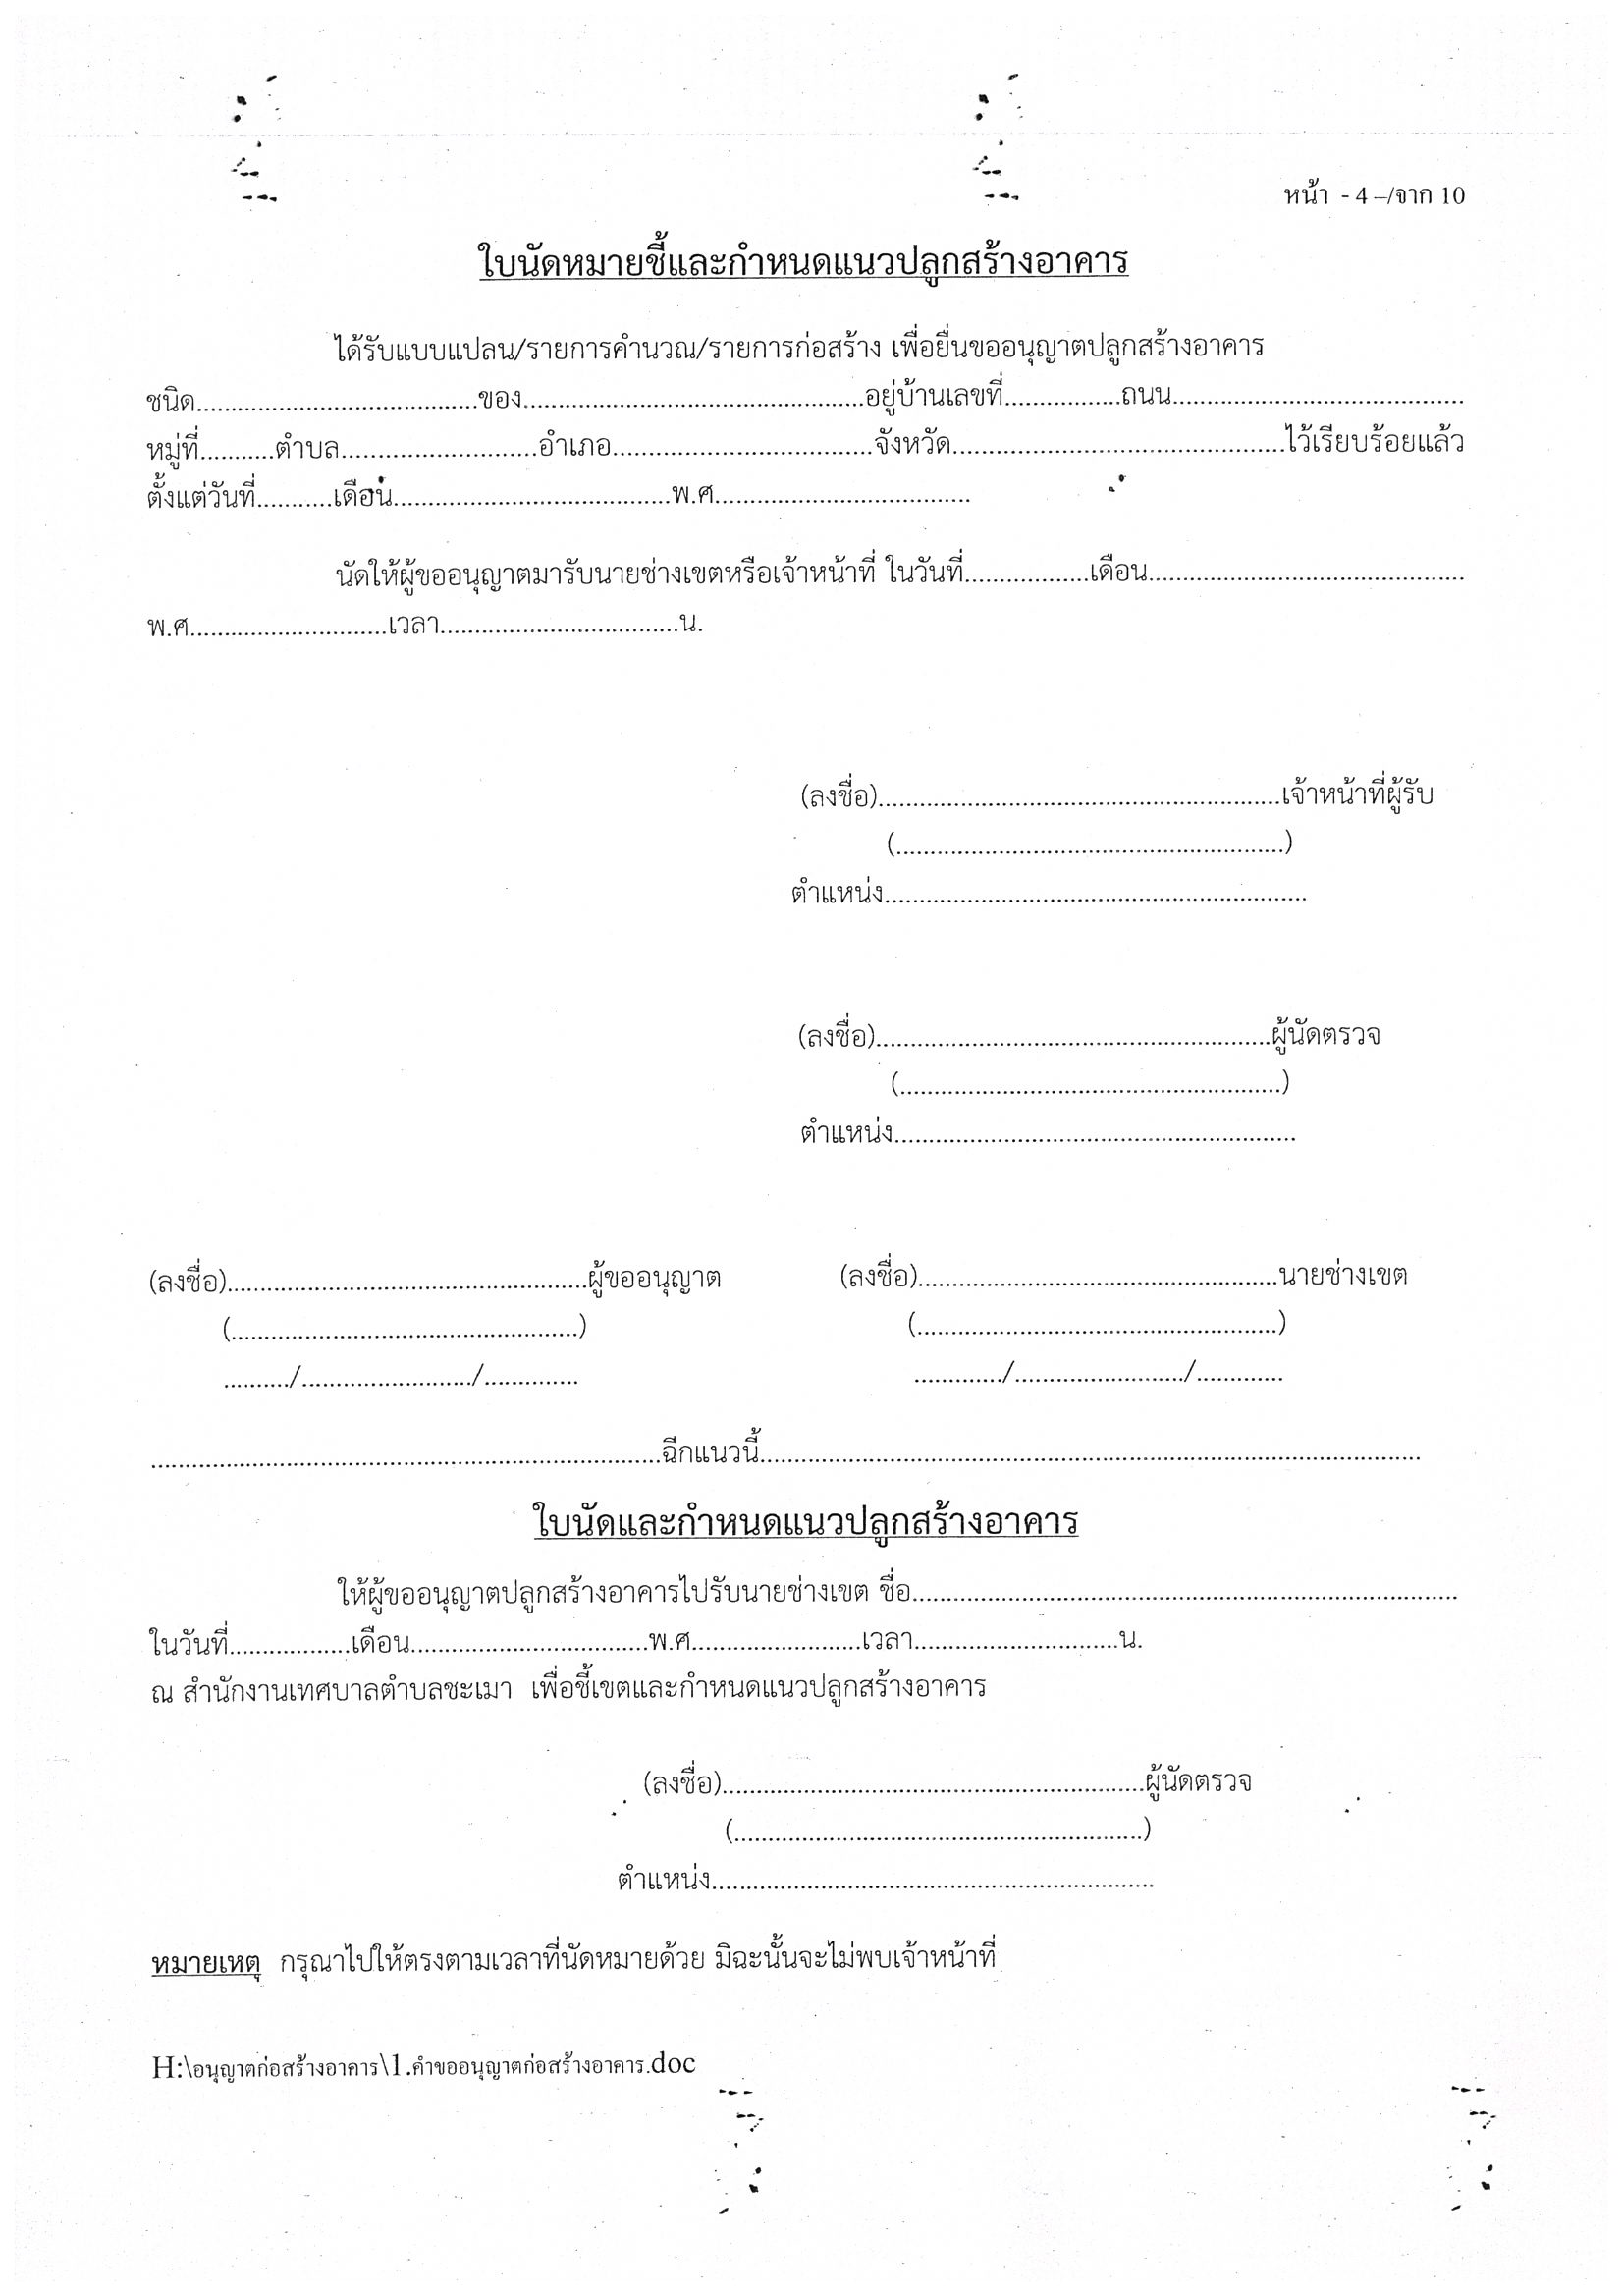 หน้า - 4 –/จาก 10
ใบนัดหมายชี้และกำหนดแนวปลูกสร้างอาคาร
ได้รับแบบแปลน/รายการคำนวณ/รายการก่อสร้าง เพื่อยื่นขออนุญาตปลูกสร้างอาคาร
ชนิด..............................ของ..............................อยู่บ้านเลขที่..............ถนน..............................
หมู่ที่..........ตำบล....................อำเภอ..............................จังหวัด..............................ไว้เรียบร้อยแล้ว
ตั้งแต่วันที่..........เดือน..............................พ.ศ..............................
นัดให้ผู้ขออนุญาตมารับนายช่างเขตหรือเจ้าหน้าที่ ในวันที่..............เดือน..............................
พ.ศ....................เวลา..............................น.
(ลงชื่อ)........................................เจ้าหน้าที่ผู้รับ
(........................................)
ตำแหน่ง........................................
(ลงชื่อ)........................................ผู้นัดตรวจ
(........................................)
ตำแหน่ง........................................
(ลงชื่อ)........................................ผู้ขออนุญาต (ลงชื่อ)........................................นายช่างเขต
(........................................) (........................................)
........../..................../.......... ........../..................../..........
........................................ฉีกแนวนี้........................................
ใบนัดและกำหนดแนวปลูกสร้างอาคาร
ให้ผู้ขออนุญาตปลูกสร้างอาคารไปรับนายช่างเขต ชื่อ........................................
ในวันที่..............เดือน..............................พ.ศ....................เวลา....................น.
ณ สำนักงานเทศบาลตำบลชะเมา เพื่อชี้เขตและกำหนดแนวปลูกสร้างอาคาร
(ลงชื่อ)........................................ผู้นัดตรวจ
(........................................)
ตำแหน่ง........................................
หมายเหตุ กรุณาไปให้ตรงตามเวลาที่นัดหมายด้วย มิฉะนั้นจะไม่พบเจ้าหน้าที่
H:\อนุญาตก่อสร้างอาคาร\1.คำขออนุญาตก่อสร้างอาคาร.doc